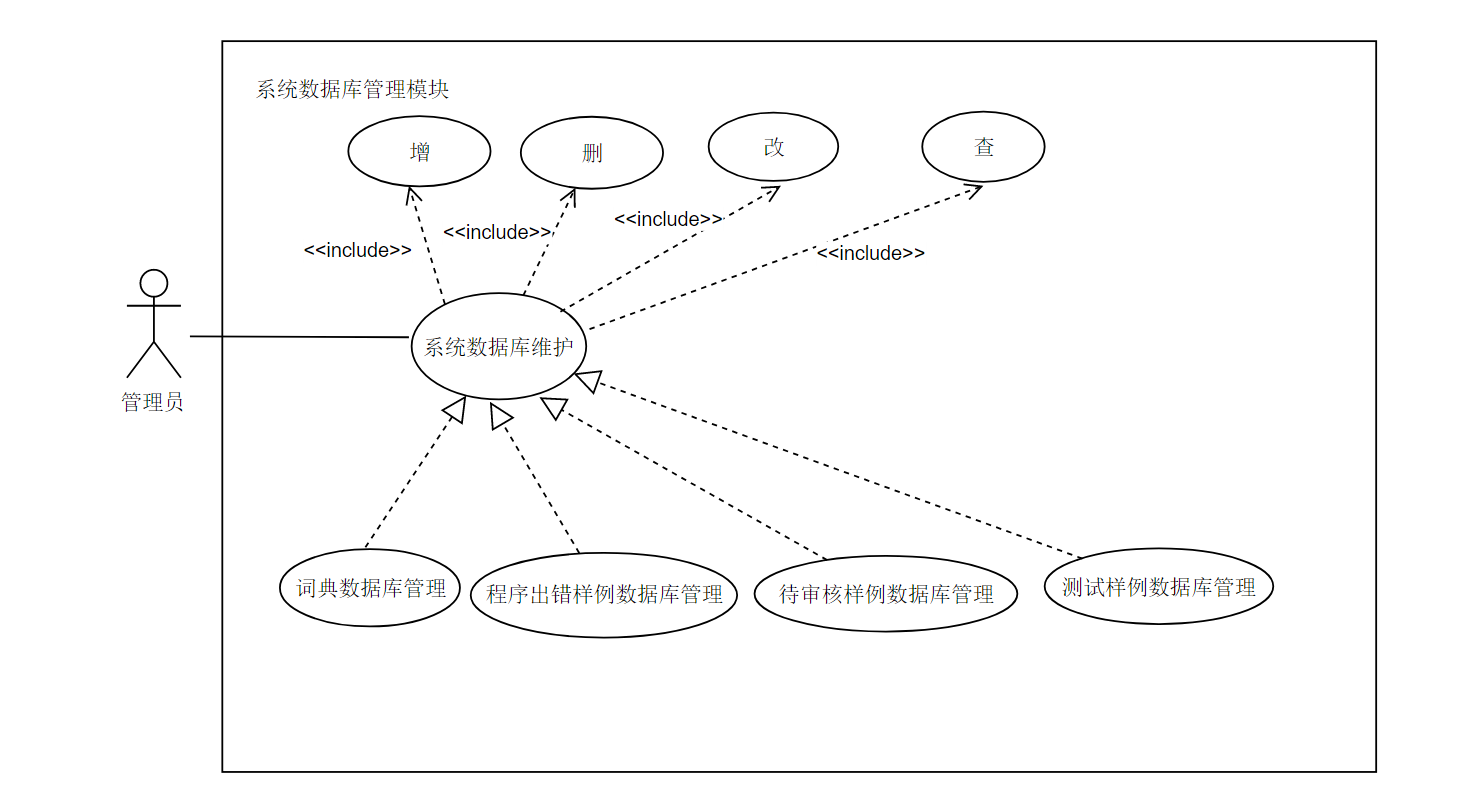 系统数据库管理模块
增
删
改
查
<<include>>
<<include>>
<<include>>
<<include>>
系统数据库维护
管理员
词典数据库管理
程序出错样例数据库管理
待审核样例数据库管理
测试样例数据库管理